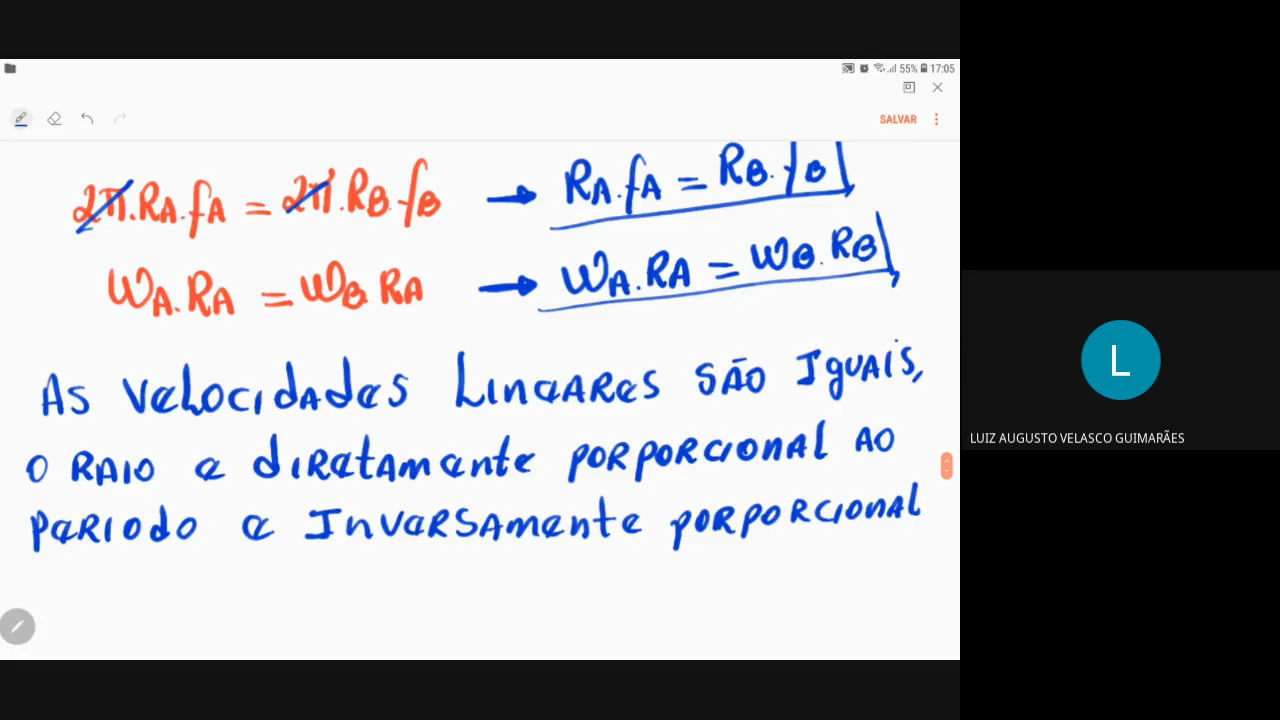 55% 17:05
SALVAR
2π.RA.fA = 2π.RB.fB → RA.fA = RB.fB
WA.RA = WB RA → WA.RA = WB.RB
As velocidades Lineares são Iguais,
o raio e diretamente porporcional ao
periodo e Inversamente porporcional
L
LUIZ AUGUSTO VELASCO GUIMARÃES